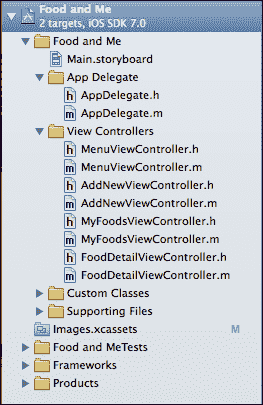 Food and Me
2 targets, iOS SDK 7.0
Food and Me
Main.storyboard
App Delegate
h AppDelegate.h
m AppDelegate.m
View Controllers
h MenuViewController.h
m MenuViewController.m
h AddNewViewController.h
m AddNewViewController.m
h MyFoodsViewController.h
m MyFoodsViewController.m
h FoodDetailViewController.h
m FoodDetailViewController.m
Custom Classes
Supporting Files
Images.xcassets M
Food and MeTests
Frameworks
Products